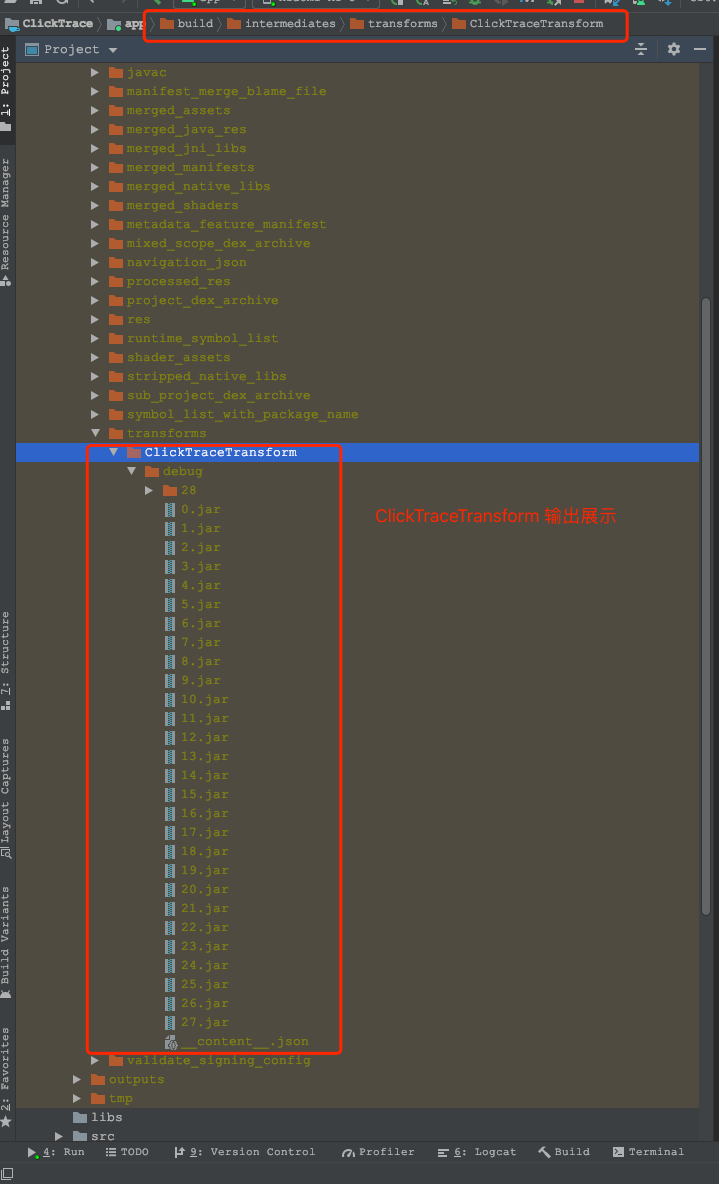 ClickTrace app build intermediates transforms ClickTraceTransform
Project
1: Project
Resource Manager
7: Structure
Layout Captures
Build Variants
2: Favorites
javac
manifest_merge_blame_file
merged_assets
merged_java_res
merged_jni_libs
merged_manifests
merged_native_libs
merged_shaders
metadata_feature_manifest
mixed_scope_dex_archive
navigation_json
processed_res
project_dex_archive
res
runtime_symbol_list
shader_assets
stripped_native_libs
sub_project_dex_archive
symbol_list_with_package_name
transforms
ClickTraceTransform
debug
28
0.jar
ClickTraceTransform 输出展示
1.jar
2.jar
3.jar
4.jar
5.jar
6.jar
7.jar
8.jar
9.jar
10.jar
11.jar
12.jar
13.jar
14.jar
15.jar
16.jar
17.jar
18.jar
19.jar
20.jar
21.jar
22.jar
23.jar
24.jar
25.jar
26.jar
27.jar
__content__.json
validate_signing_config
outputs
tmp
libs
src
4: Run TODO 9: Version Control Profiler 6: Logcat Build Terminal